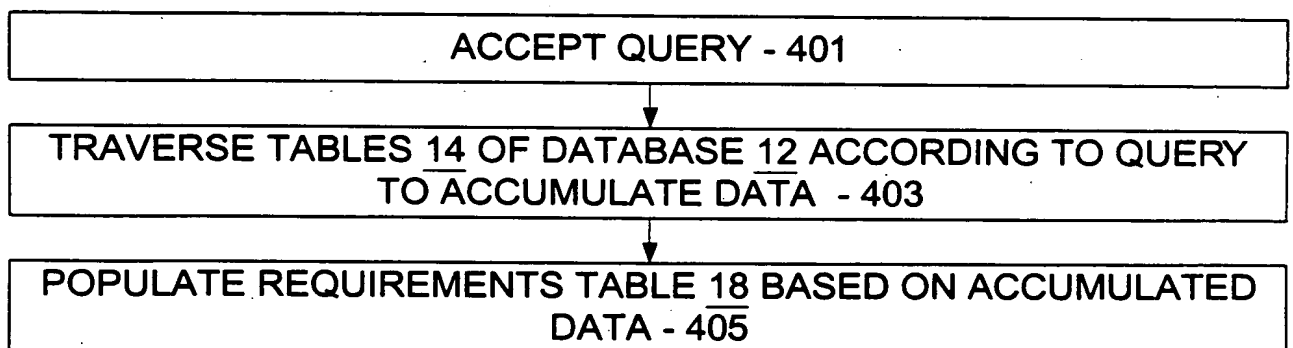 ACCEPT QUERY - 401
TRAVERSE TABLES 14 OF DATABASE 12 ACCORDING TO QUERY
TO ACCUMULATE DATA - 403
POPULATE REQUIREMENTS TABLE 18 BASED ON ACCUMULATED
DATA - 405